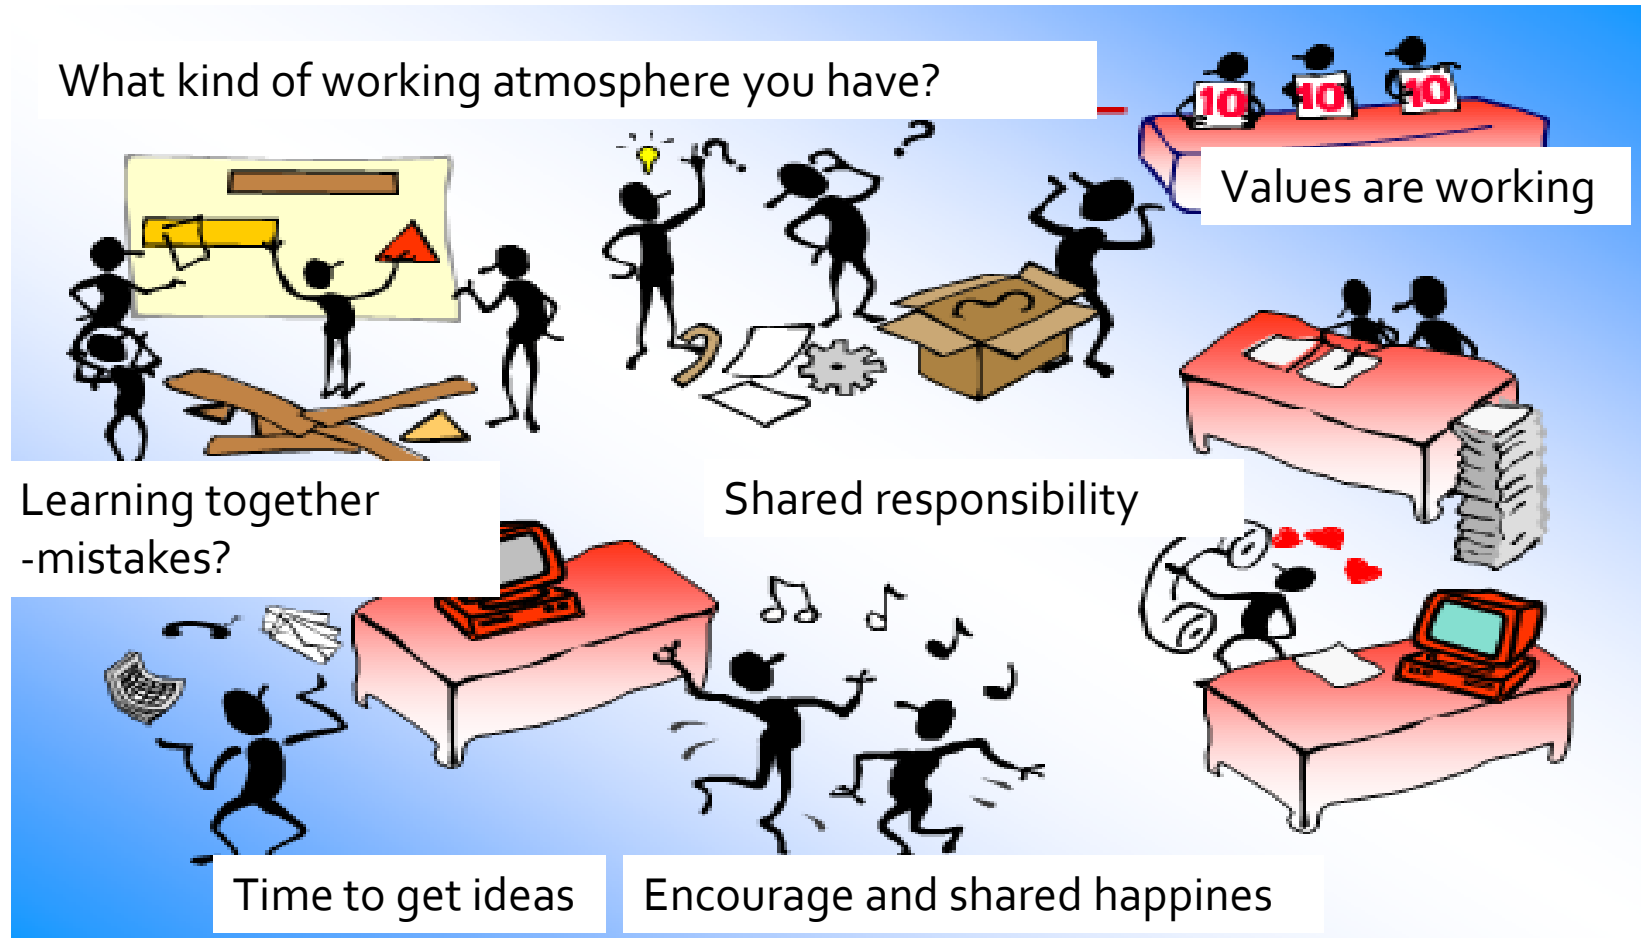 What kind of working atmosphere you have?
10 10 10
Values are working
Learning together
-mistakes?
Shared responsibility
Time to get ideas
Encourage and shared happines